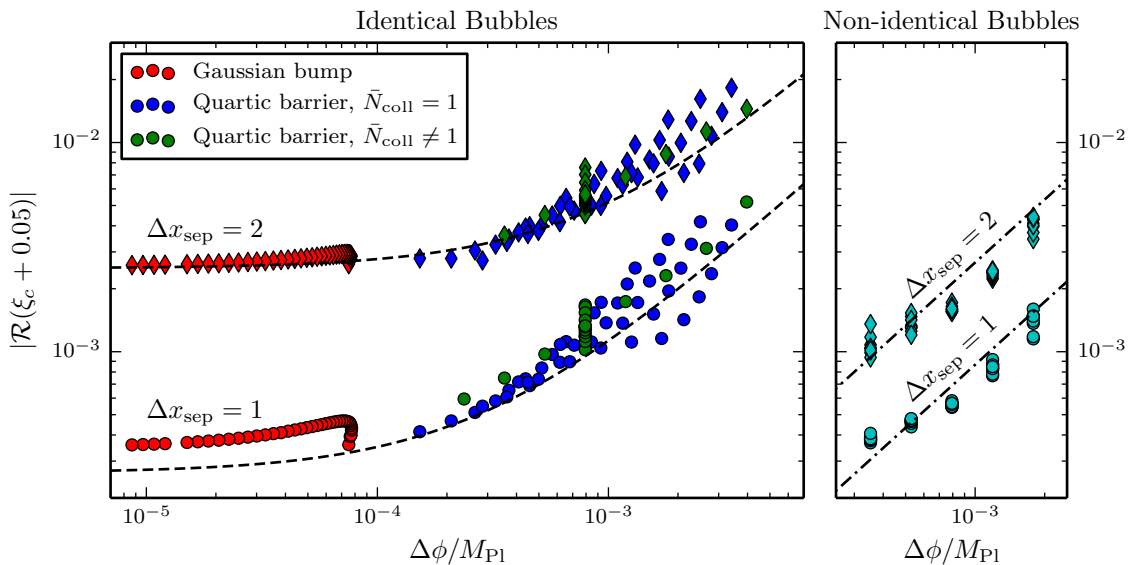 Identical Bubbles
Non-identical Bubbles
Gaussian bump
Quartic barrier, N̄coll = 1
Quartic barrier, N̄coll ≠ 1
|R(ξc + 0.05)|
10⁻²
10⁻³
Δxsep = 2
Δxsep = 1
10⁻⁵
10⁻⁴
10⁻³
Δϕ/MPl
Δxsep = 2
Δxsep = 1
10⁻²
10⁻³
10⁻³
Δϕ/MPl